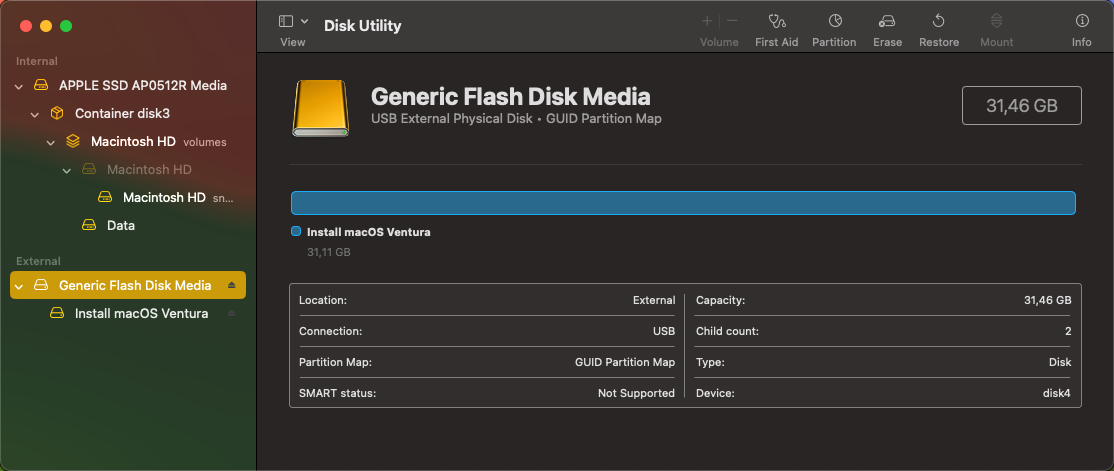 Disk Utility
View
Volume
First Aid
Partition
Erase
Restore
Mount
Info
Internal
APPLE SSD AP0512R Media
Container disk3
Macintosh HD volumes
Macintosh HD
Macintosh HD sn...
Data
External
Generic Flash Disk Media
Install macOS Ventura
Generic Flash Disk Media
USB External Physical Disk • GUID Partition Map
31,46 GB
Install macOS Ventura
31,11 GB
Location: External
Connection: USB
Partition Map: GUID Partition Map
SMART status: Not Supported
Capacity: 31,46 GB
Child count: 2
Type: Disk
Device: disk4